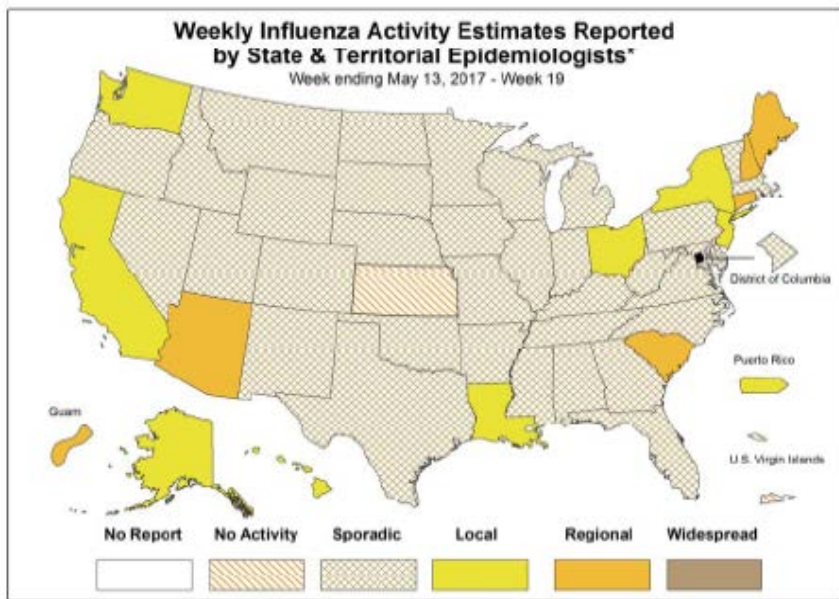 Weekly Influenza Activity Estimates Reported
by State & Territorial Epidemiologists*
Week ending May 13, 2017 - Week 19
District of Columbia
Puerto Rico
Guam
U.S. Virgin Islands
No Report No Activity Sporadic Local Regional Widespread